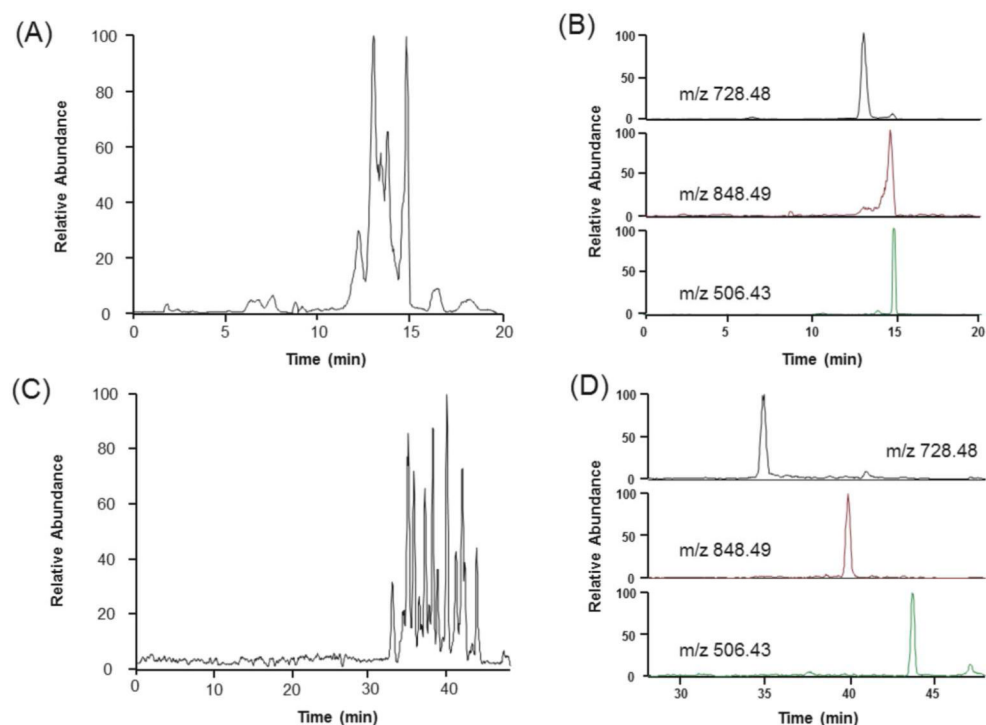 (A)
100
80
60
40
20
0
Relative Abundance
0 5 10 15 20
Time (min)
(B)
100
50
0
m/z 728.48
100
50
0
m/z 848.49
100
50
0
m/z 506.43
Relative Abundance
0 5 10 15 20
Time (min)
(C)
100
80
60
40
20
0
Relative Abundance
0 10 20 30 40
Time (min)
(D)
100
50
0
m/z 728.48
100
50
0
m/z 848.49
100
50
0
m/z 506.43
Relative Abundance
30 35 40 45
Time (min)